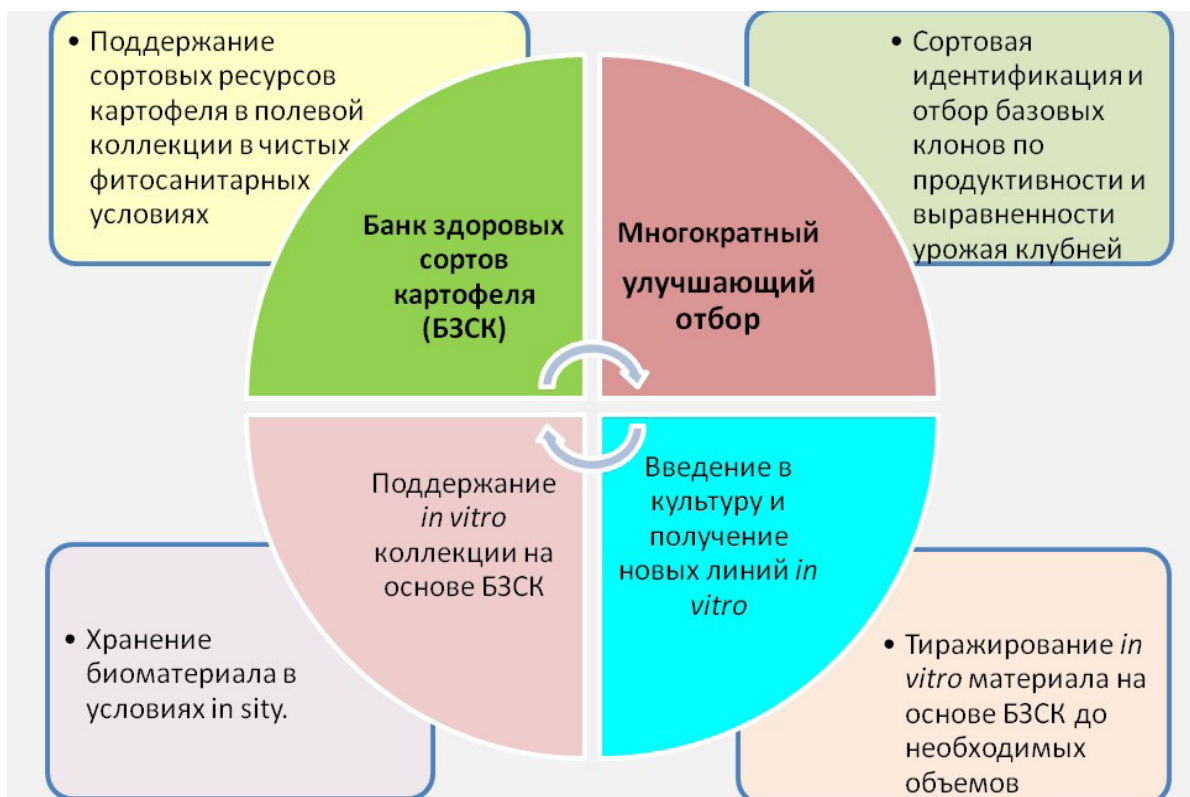 • Поддержание
сортовых ресурсов
картофеля в полевой
коллекции в чистых
фитосанитарных
условиях
Банк здоровых
сортов
картофеля
(БЗСК)
Многократный
улучшающий
отбор
• Сортовая
идентификация и
отбор базовых
клонов по
продуктивности и
выравненности
урожая клубней
Поддержание
in vitro
коллекции на
основе БЗСК
Введение в
культуру и
получение
новых линий in
vitro
• Хранение
биоматериала в
условиях in sity.
• Тиражирование in
vitro материала на
основе БЗСК до
необходимых
объемов